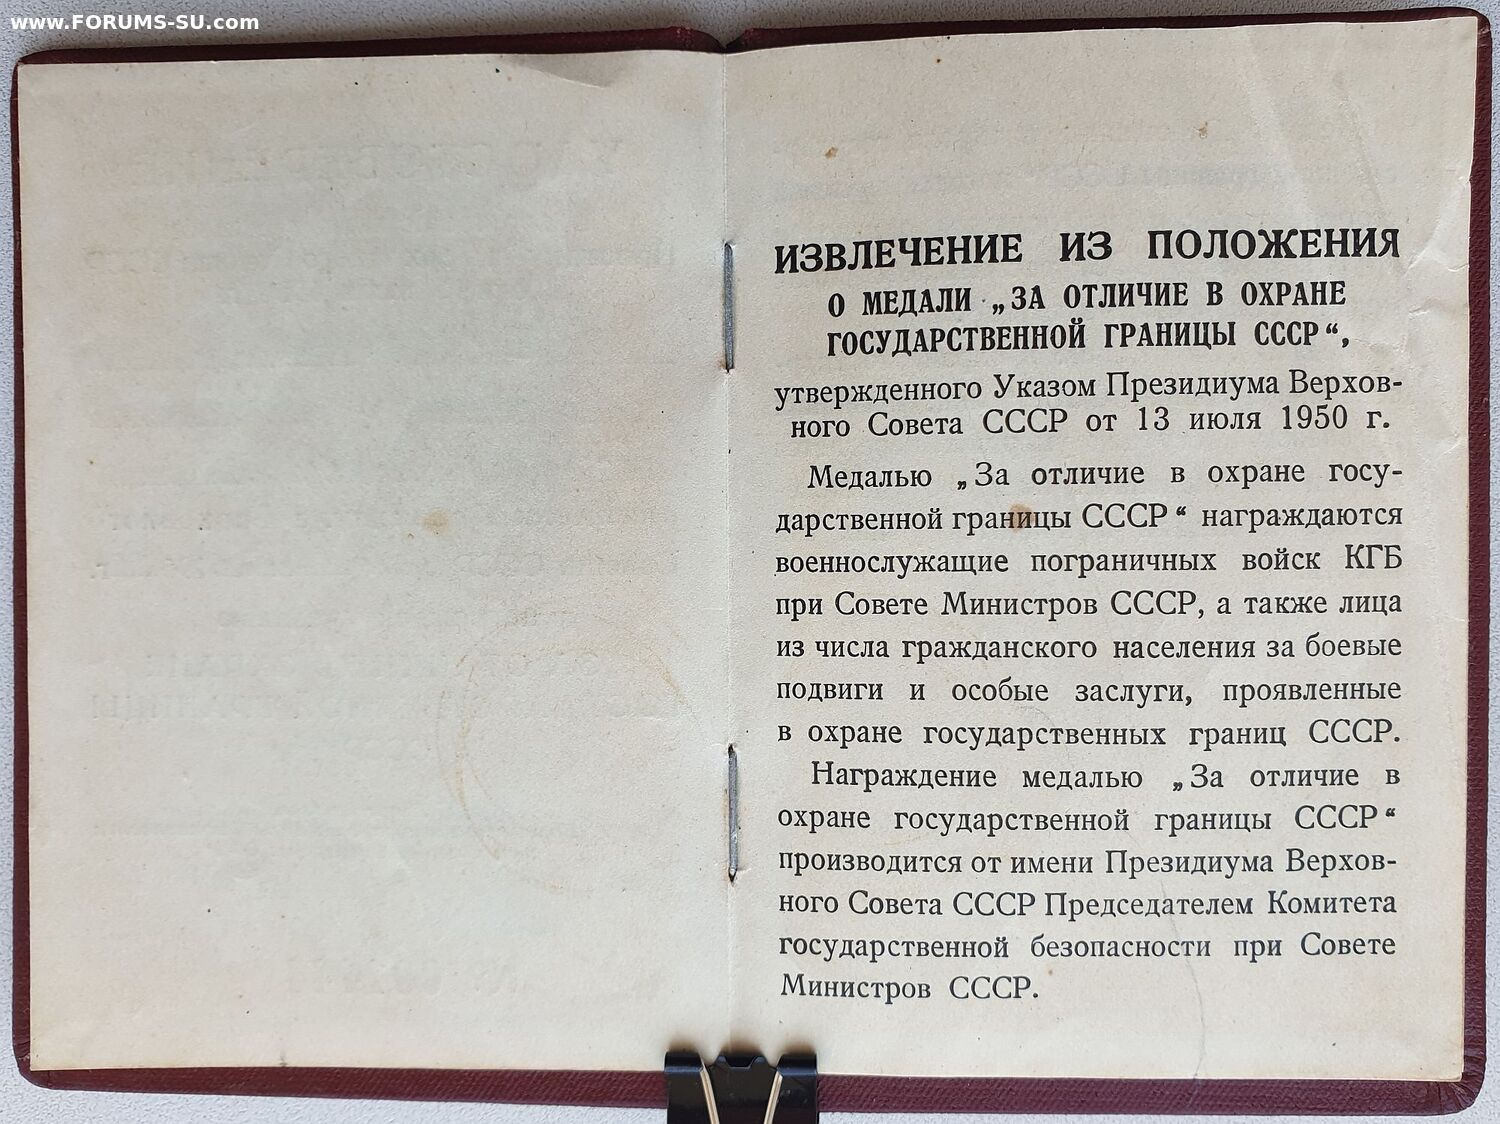 www.FORUMS-SU.com
ИЗВЛЕЧЕНИЕ ИЗ ПОЛОЖЕНИЯ
О МЕДАЛИ „ЗА ОТЛИЧИЕ В ОХРАНЕ
ГОСУДАРСТВЕННОЙ ГРАНИЦЫ СССР“,
утвержденного Указом Президиума Верхов-
ного Совета СССР от 13 июля 1950 г.
Медалью „За отличие в охране госу-
дарственной границы СССР“ награждаются
военнослужащие пограничных войск КГБ
при Совете Министров СССР, а также лица
из числа гражданского населения за боевые
подвиги и особые заслуги, проявленные
в охране государственных границ СССР.
Награждение медалью „За отличие в
охране государственной границы СССР“
производится от имени Президиума Верхов-
ного Совета СССР Председателем Комитета
государственной безопасности при Совете
Министров СССР.